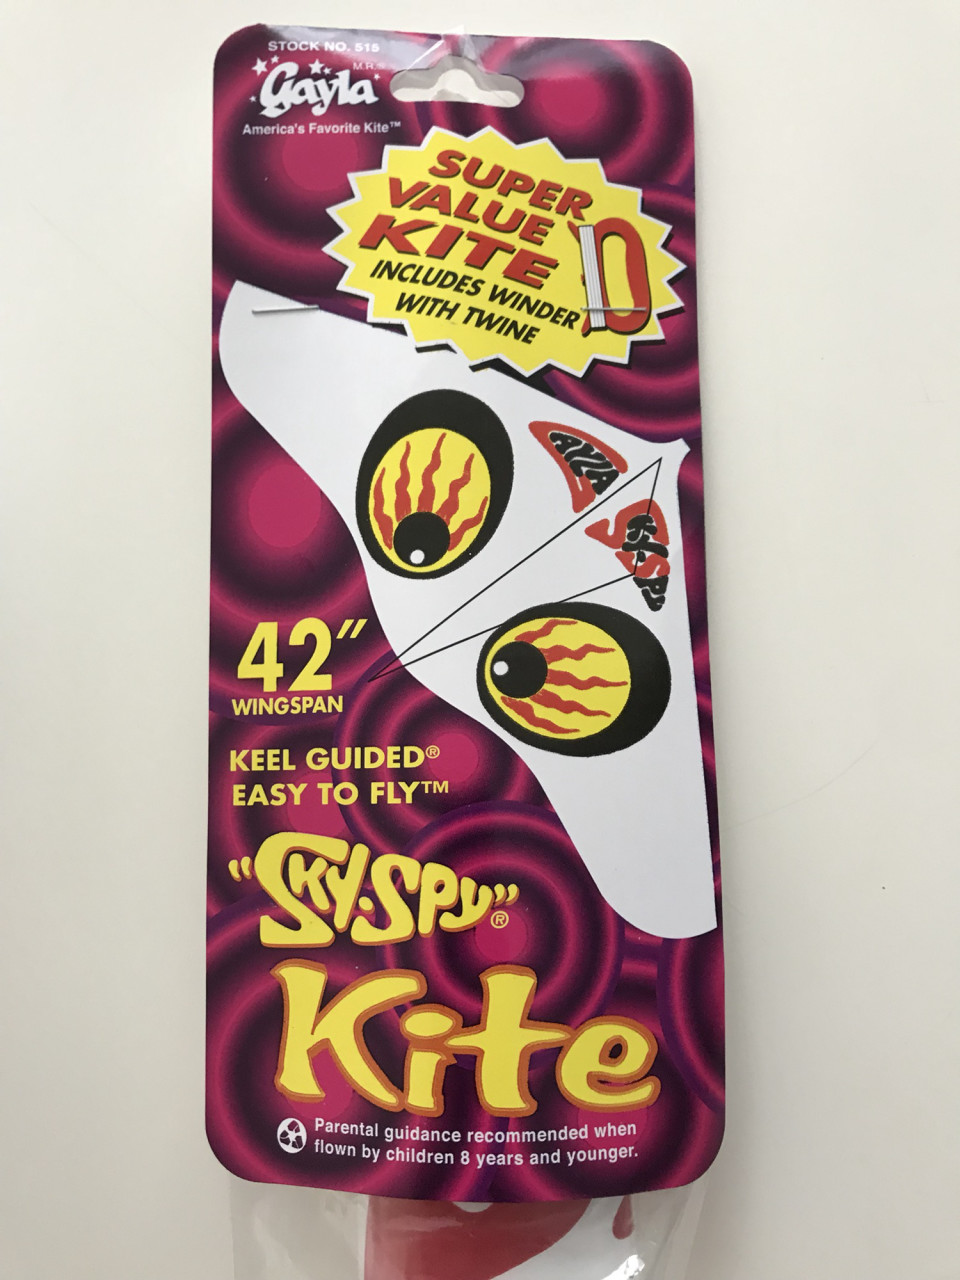 STOCK NO. 515
M.R.
Gayla
America's Favorite Kite™
SUPER
VALUE
KITE
INCLUDES WINDER
WITH TWINE
GAYLA
SKY-SPY
42"
WINGSPAN
KEEL GUIDED®
EASY TO FLY™
"SKY-SPY"®
Kite
Parental guidance recommended when
flown by children 8 years and younger.